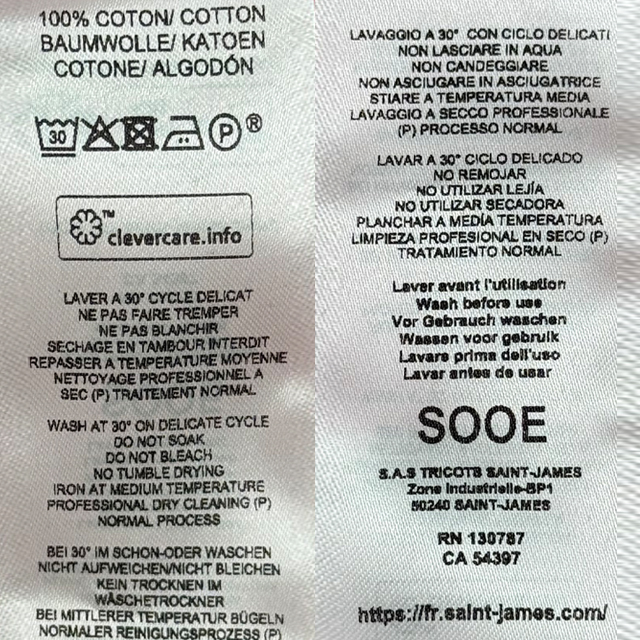 100% COTON/ COTTON
BAUMWOLLE/ KATOEN
COTONE/ ALGODÓN
30 P ®
™ clevercare.info
LAVER A 30° CYCLE DELICAT
NE PAS FAIRE TREMPER
NE PAS BLANCHIR
SECHAGE EN TAMBOUR INTERDIT
REPASSER A TEMPERATURE MOYENNE
NETTOYAGE PROFESSIONNEL A
SEC (P) TRAITEMENT NORMAL
WASH AT 30° ON DELICATE CYCLE
DO NOT SOAK
DO NOT BLEACH
NO TUMBLE DRYING
IRON AT MEDIUM TEMPERATURE
PROFESSIONAL DRY CLEANING (P)
NORMAL PROCESS
BEI 30° IM SCHON-ODER WASCHEN
NICHT AUFWEICHEN/NICHT BLEICHEN
KEIN TROCKNEN IM
WÄSCHETROCKNER
BEI MITTLERER TEMPERATUR BÜGELN
NORMALER REINIGUNGSPROZESS (P)
LAVAGGIO A 30° CON CICLO DELICATI
NON LASCIARE IN AQUA
NON CANDEGGIARE
NON ASCIUGARE IN ASCIUGATRICE
STIARE A TEMPERATURA MEDIA
LAVAGGIO A SECCO PROFESSIONALE
(P) PROCESSO NORMAL
LAVAR A 30° CICLO DELICADO
NO REMOJAR
NO UTILIZAR LEJÍA
NO UTILIZAR SECADORA
PLANCHAR A MEDÍA TEMPERATURA
LIMPIEZA PROFESIONAL EN SECO (P)
TRATAMIENTO NORMAL
Laver avant l'utilisation
Wash before use
Vor Gebrauch waschen
Wassen voor gebruik
Lavare prima dell'uso
Lavar antes de usar
SOOE
S.A.S TRICOTS SAINT-JAMES
Zone Industrielle-BP1
50240 SAINT-JAMES
RN 130787
CA 54397
https://fr.saint-james.com/